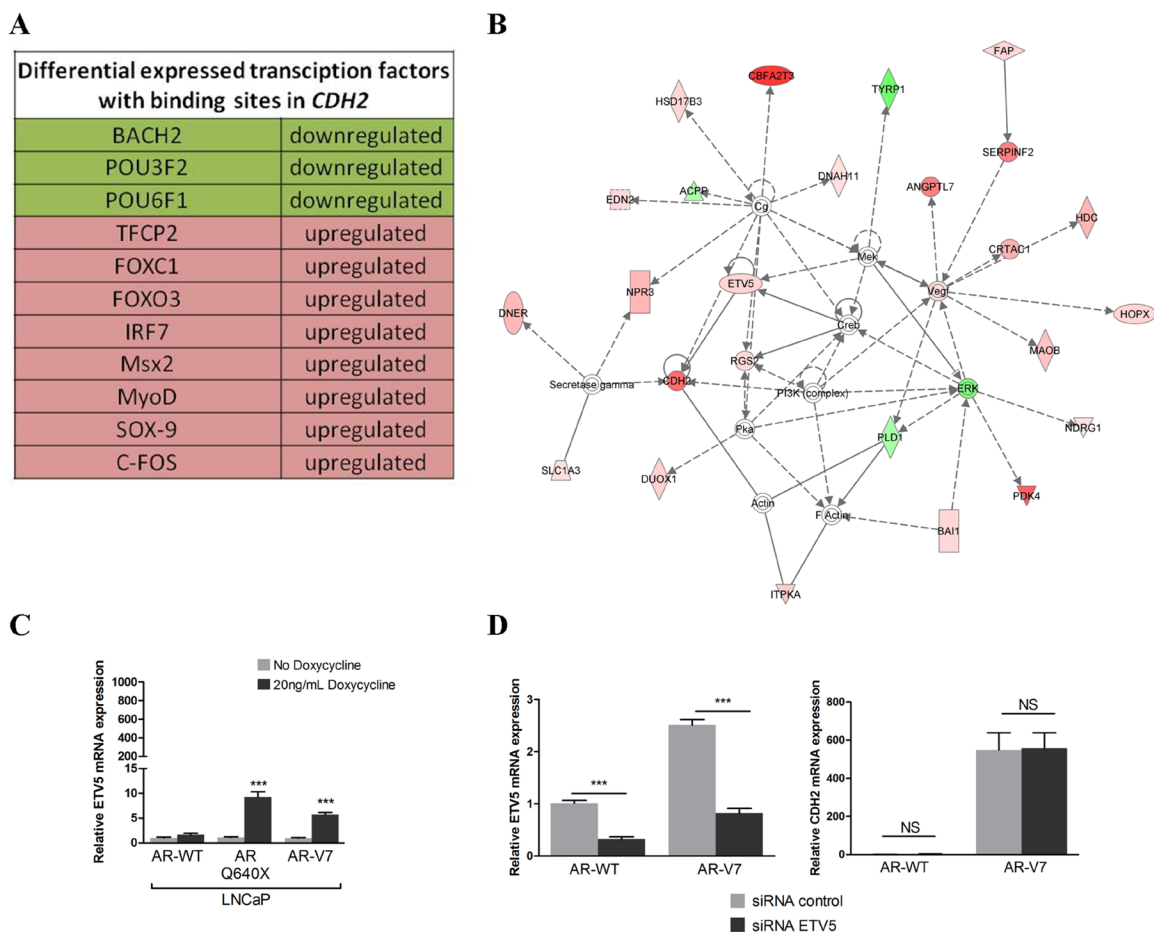 A
Differential expressed transciption factors
with binding sites in CDH2
BACH2 downregulated
POU3F2 downregulated
POU6F1 downregulated
TFCP2 upregulated
FOXC1 upregulated
FOXO3 upregulated
IRF7 upregulated
Msx2 upregulated
MyoD upregulated
SOX-9 upregulated
C-FOS upregulated
B
FAP
CBFA2T3
TYRP1
HSD17B3
SERPINF2
DNAH11
ACPP
ANGPTL7
EDN2
Cg
HDC
CRTAC1
Mek
ETV5
NPR3
Vegf
DNER
HOPX
Creb
MAOB
RGS2
CDH2
Secretase gamma
PI3K (complex)
ERK
Pka
NDRG1
PLD1
SLC1A3
DUOX1
PDK4
Actin
F Actin
BAI1
ITPKA
C
No Doxycycline
20ng/mL Doxycycline
Relative ETV5 mRNA expression
1000
800
600
400
200
15
10
5
0
***
***
AR-WT
AR
Q640X
AR-V7
LNCaP
D
Relative ETV5 mRNA expression
3
2
1
0
***
***
AR-WT
AR-V7
Relative CDH2 mRNA expression
800
600
400
200
0
NS
NS
AR-WT
AR-V7
siRNA control
siRNA ETV5